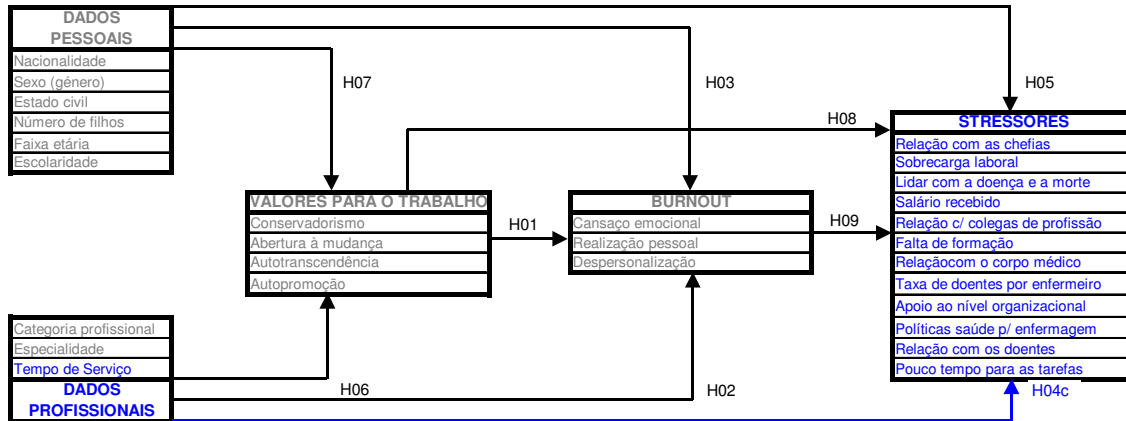 DADOS
PESSOAIS
Nacionalidade
Sexo (género)
Estado civil
Número de filhos
Faixa etária
Escolaridade
H07
H03
H05
H08
STRESSORES
Relação com as chefias
Sobrecarga laboral
Lidar com a doença e a morte
Salário recebido
Relação c/ colegas de profissão
Falta de formação
Relaçãocom o corpo médico
Taxa de doentes por enfermeiro
Apoio ao nível organizacional
Políticas saúde p/ enfermagem
Relação com os doentes
Pouco tempo para as tarefas
VALORES PARA O TRABALHO
Conservadorismo
Abertura à mudança
Autotranscendência
Autopromoção
H01
BURNOUT
Cansaço emocional
Realização pessoal
Despersonalização
H09
Categoria profissional
Especialidade
Tempo de Serviço
DADOS
PROFISSIONAIS
H06
H02
H04c